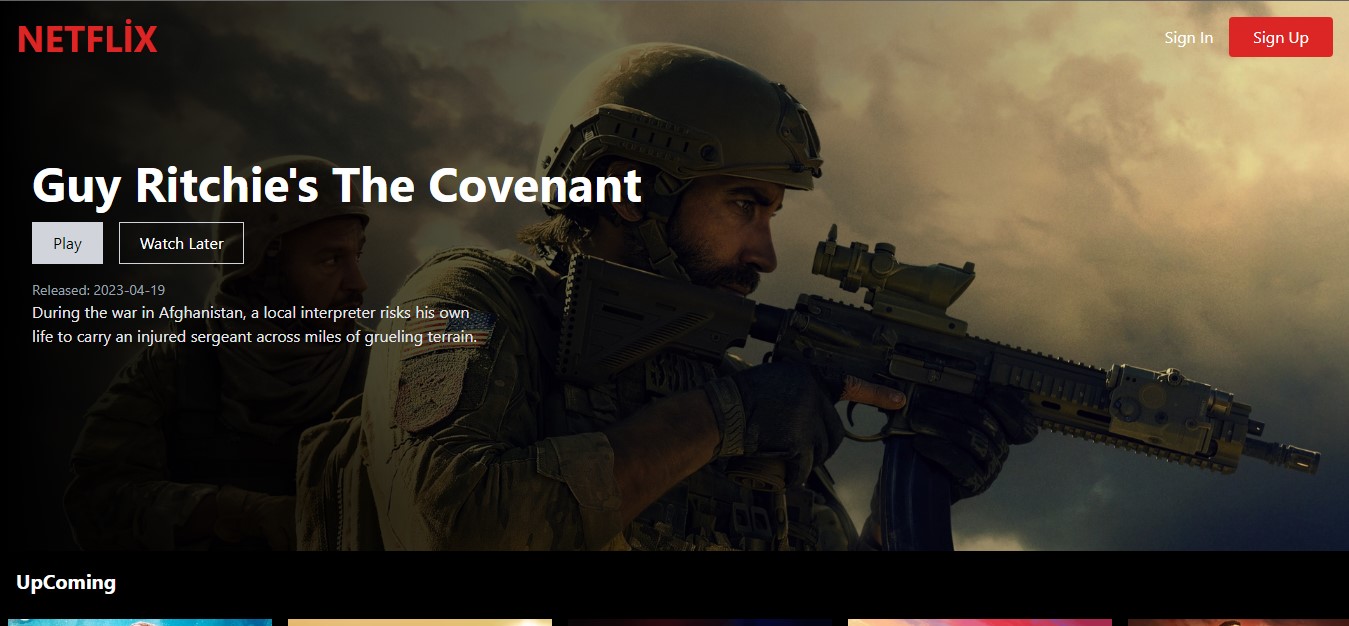 NETFLİX
Sign In
Sign Up
Guy Ritchie's The Covenant
Play
Watch Later
Released: 2023-04-19
During the war in Afghanistan, a local interpreter risks his own
life to carry an injured sergeant across miles of grueling terrain.
UpComing